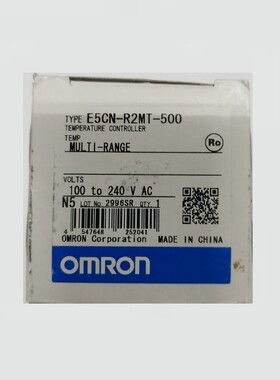 TYPE E5CN-R2MT-500
TEMPERATURE CONTROLLER
TEMP.
MULTI-RANGE
Ro
VOLTS
100 to 240 V AC
N5 LOT No. 2996SR QTY. 1
4 547648 252041
OMRON Corporation MADE IN CHINA
OMRON